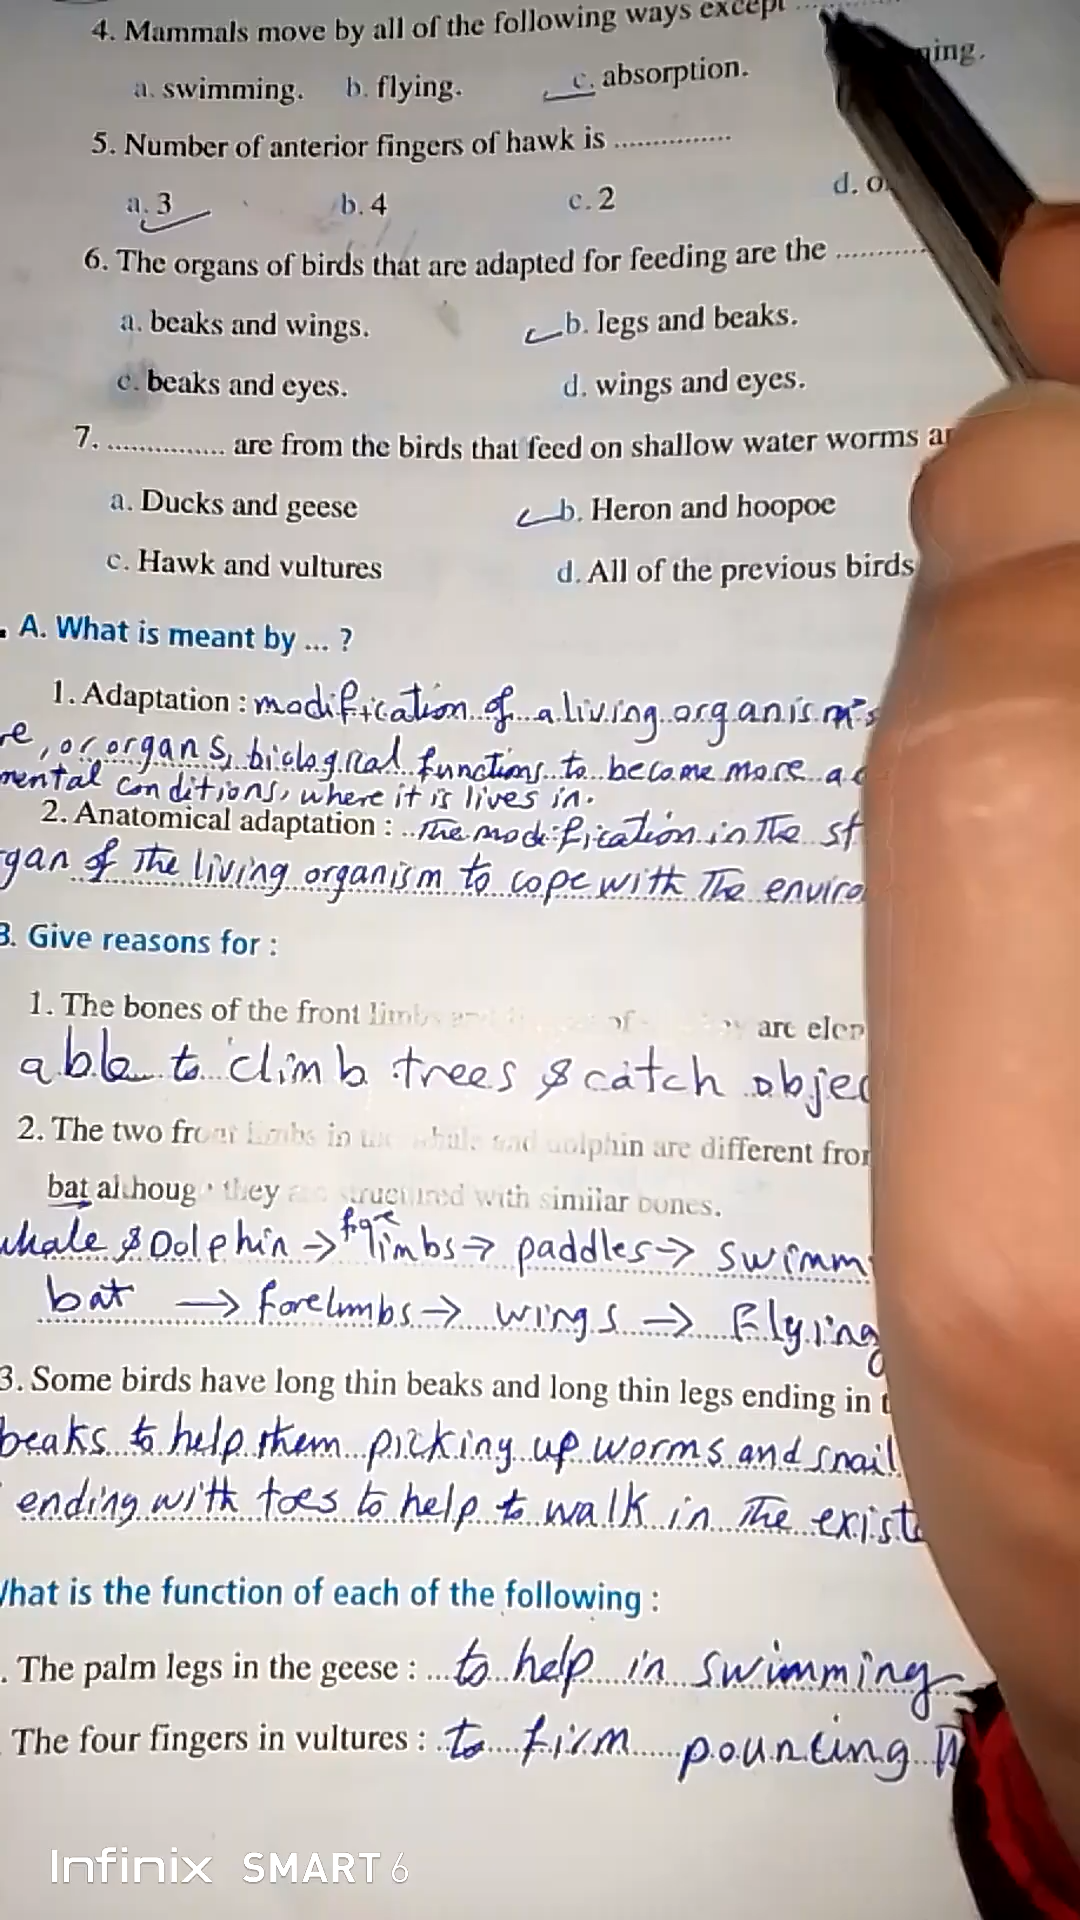 4. Mammals move by all of the following ways except ..........
a. swimming. b. flying. c. absorption.
5. Number of anterior fingers of hawk is ...............
a. 3 b. 4 c. 2 d.
6. The organs of birds that are adapted for feeding are the ............
a. beaks and wings. b. legs and beaks.
c. beaks and eyes. d. wings and eyes.
7. ............... are from the birds that feed on shallow water worms
a. Ducks and geese b. Heron and hoopoe
c. Hawk and vultures d. All of the previous birds
A. What is meant by ... ?
1. Adaptation : modification of a living organism's
, or organs, biological functions to become more
mental conditions, where it is lives in.
2. Anatomical adaptation : The modification in The st
gan of The living organism to cope with The enviro
B. Give reasons for :
1. The bones of the front limbs of are
able to climb trees & catch objec
2. The two front limbs in the whale and dolphin are different from
bat although they are structured with similar bones.
whale & Dolphin → fore limbs → paddles → swimm
bat → forelimbs → wings → Flying
3. Some birds have long thin beaks and long thin legs ending in t
beaks to help them picking up worms and snail
ending with toes to help to walk in The exist
What is the function of each of the following :
. The palm legs in the geese : ...to help in swimming
The four fingers in vultures : to firm pouncing
Infinix SMART 6